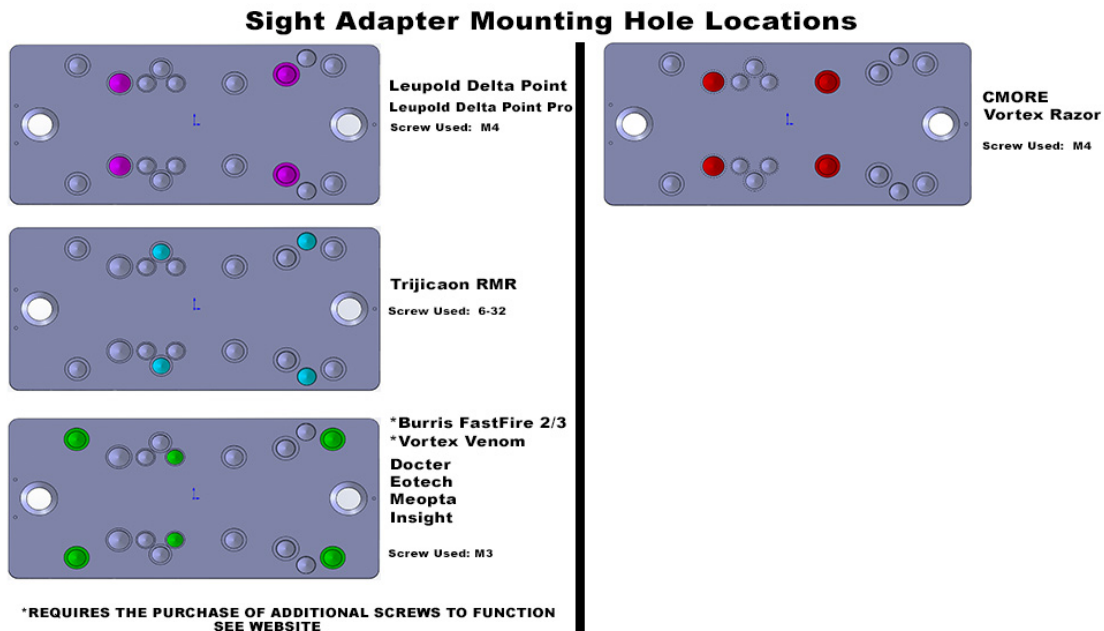 Sight Adapter Mounting Hole Locations
Leupold Delta Point
Leupold Delta Point Pro
Screw Used: M4
Trijicaon RMR
Screw Used: 6-32
*Burris FastFire 2/3
*Vortex Venom
Docter
Eotech
Meopta
Insight
Screw Used: M3
*REQUIRES THE PURCHASE OF ADDITIONAL SCREWS TO FUNCTION
SEE WEBSITE
CMORE
Vortex Razor
Screw Used: M4